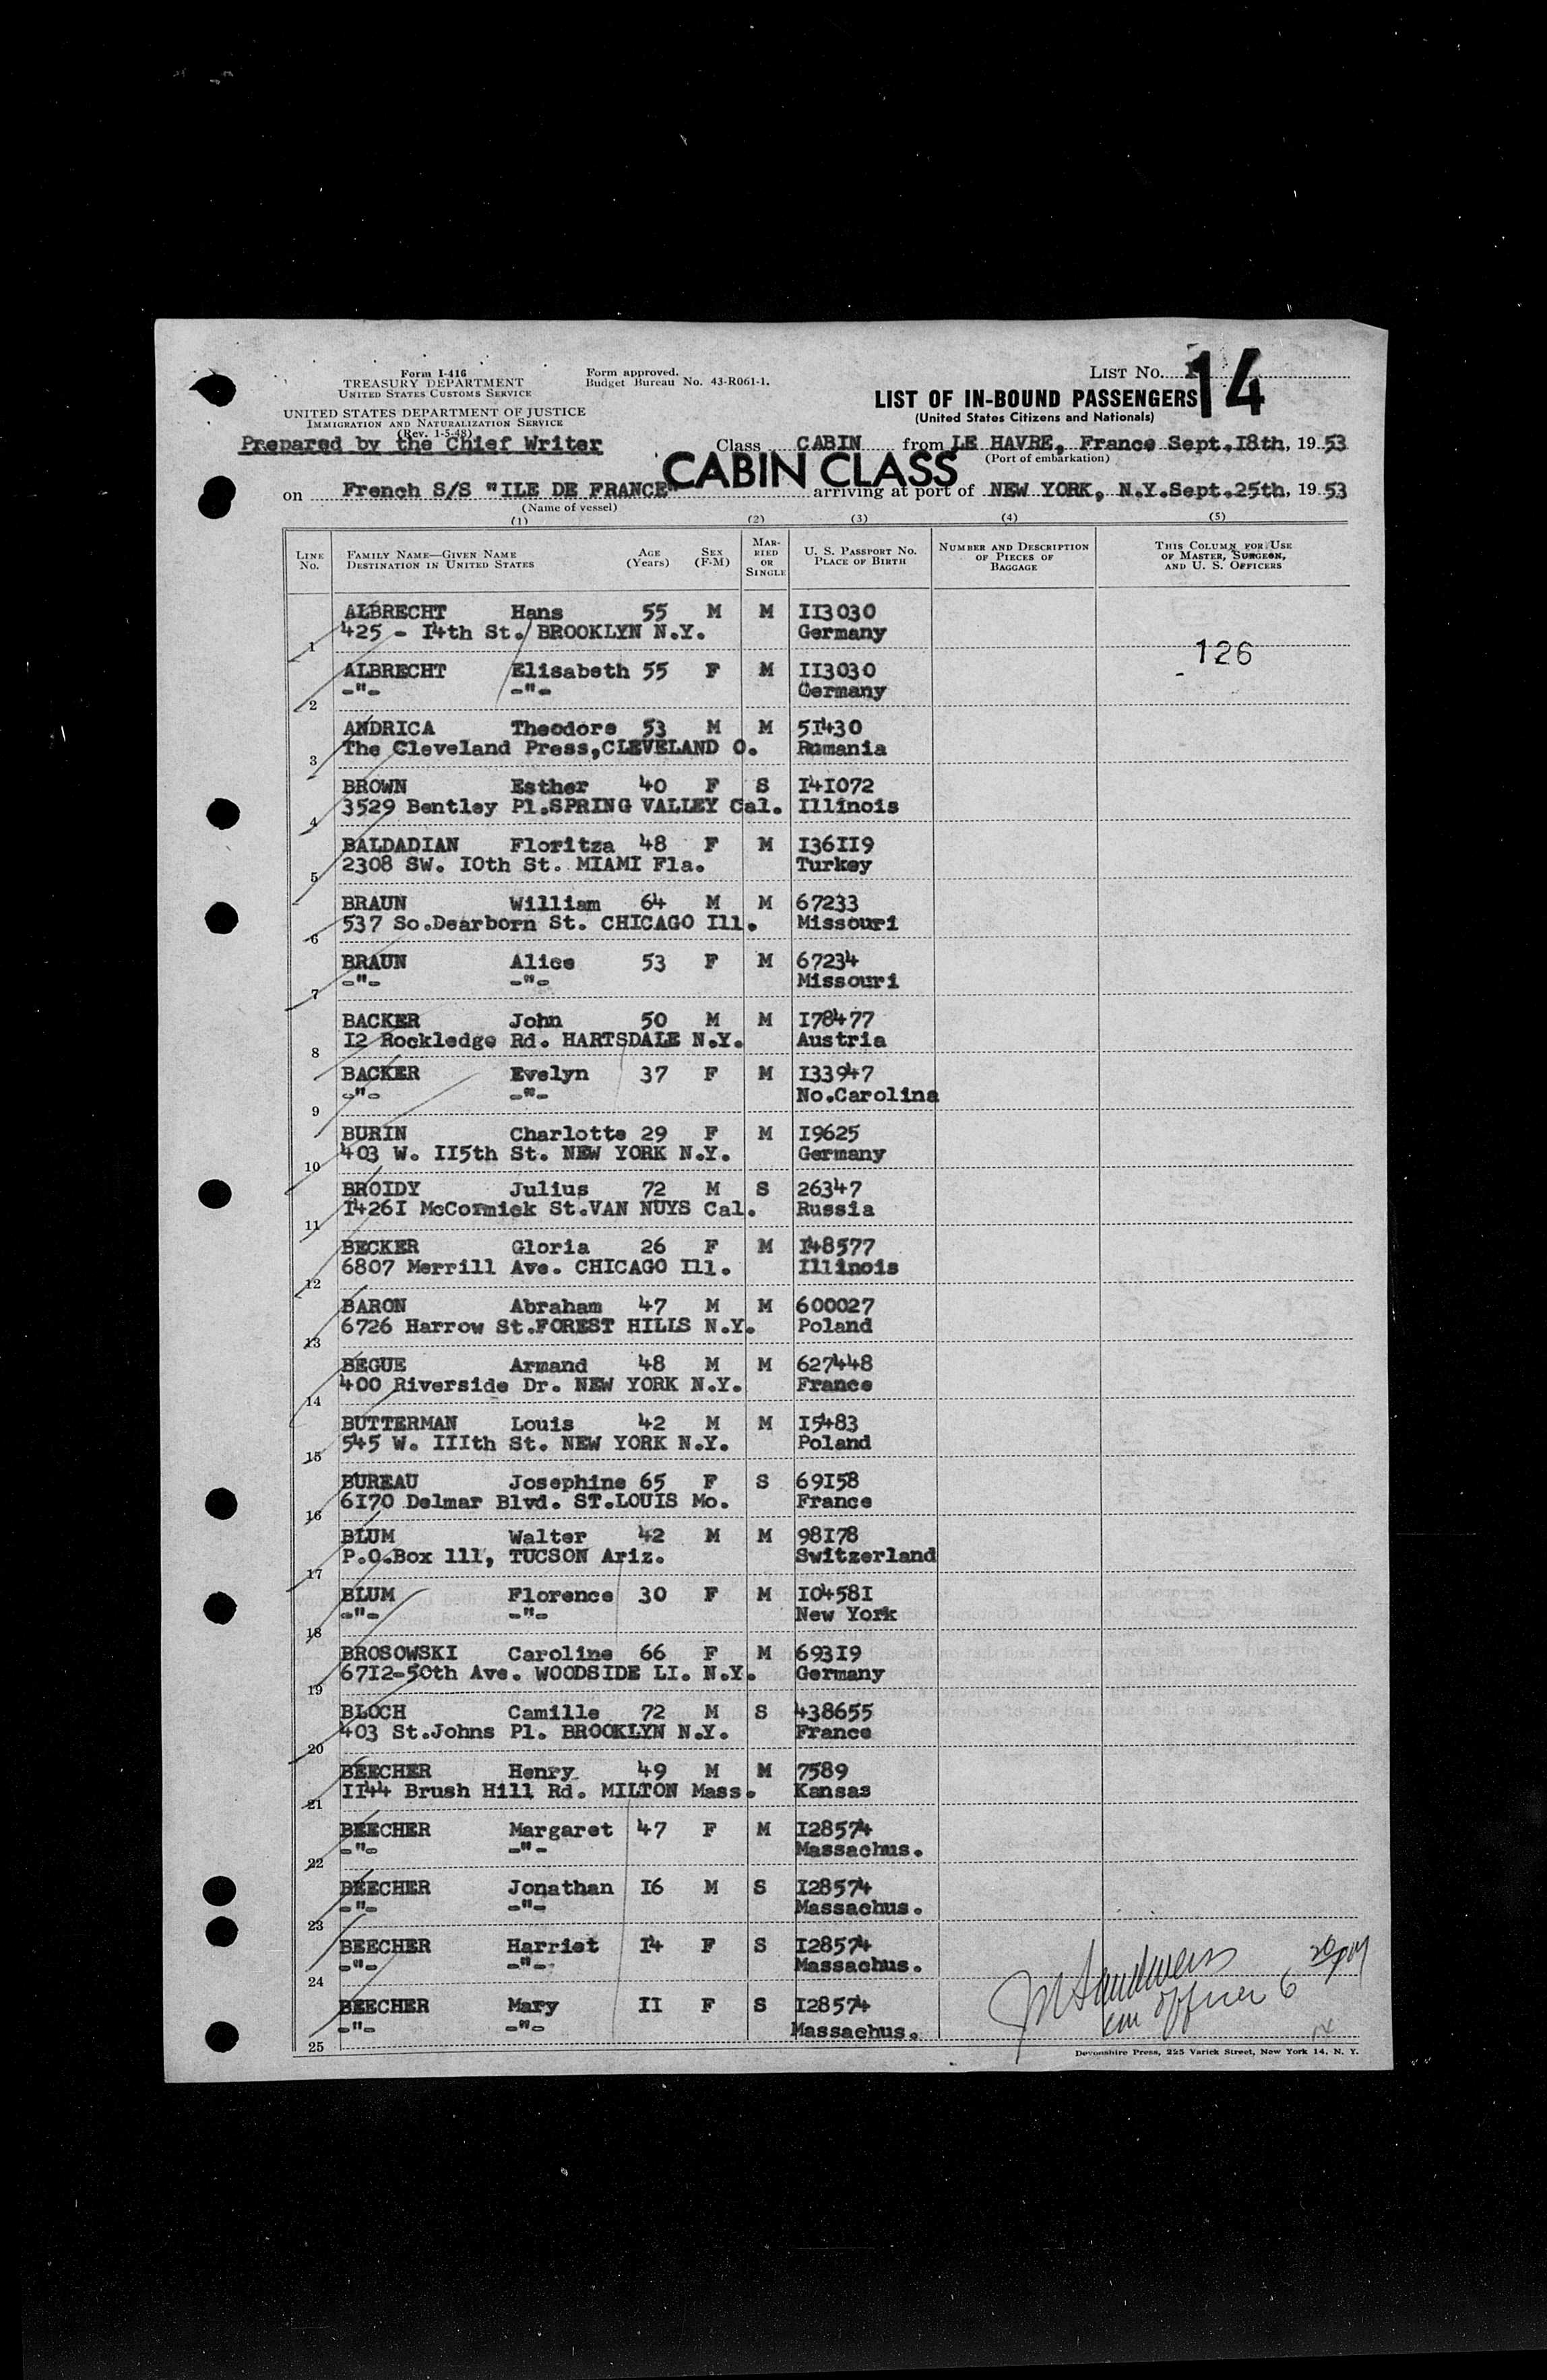 Form I-416
TREASURY DEPARTMENT
UNITED STATES CUSTOMS SERVICE
UNITED STATES DEPARTMENT OF JUSTICE
IMMIGRATION AND NATURALIZATION SERVICE
(Rev. 1-5-48)
Form approved.
Budget Bureau No. 43-R061-1.
LIST No. 14
LIST OF IN-BOUND PASSENGERS
(United States Citizens and Nationals)
Prepared by the Chief Writer
Class CABIN from LE HAVRE, France Sept.18th, 1953
(Port of embarkation)
CABIN CLASS
on French S/S "ILE DE FRANCE" arriving at port of NEW YORK, N.Y. Sept.25th, 1953
(Name of vessel)
(1) (2) (3) (4) (5)
LINE No. FAMILY NAME—GIVEN NAME DESTINATION IN UNITED STATES AGE (Years) SEX (F-M) MARRIED OR SINGLE U. S. PASSPORT No. PLACE OF BIRTH NUMBER AND DESCRIPTION OF PIECES OF BAGGAGE THIS COLUMN FOR USE OF MASTER, SURGEON, AND U. S. OFFICERS
ALBRECHT Hans 55 M M II3030
1 425 - I4th St. BROOKLYN N.Y. Germany
126
ALBRECHT Elisabeth 55 F M II3030
2 -"- -"- Germany
ANDRICA Theodore 53 M M 5I430
3 The Cleveland Press,CLEVELAND O. Rumania
BROWN Esther 40 F S I4I072
4 3529 Bentley Pl.SPRING VALLEY Cal. Illinois
BALDADIAN Floritza 48 F M I36II9
5 2308 SW. I0th St. MIAMI Fla. Turkey
BRAUN William 64 M M 67233
6 537 So.Dearborn St. CHICAGO Ill. Missouri
BRAUN Alice 53 F M 67234
7 -"- -"- Missouri
BACKER John 50 M M I78477
8 I2 Rockledge Rd. HARTSDALE N.Y. Austria
BACKER Evelyn 37 F M I33947
9 -"- -"- No.Carolina
BURIN Charlotte 29 F M I9625
10 403 W. II5th St. NEW YORK N.Y. Germany
BROIDY Julius 72 M S 26347
11 I426I McCormick St.VAN NUYS Cal. Russia
BECKER Gloria 26 F M I48577
12 6807 Merrill Ave. CHICAGO Ill. Illinois
BARON Abraham 47 M M 600027
13 6726 Harrow St.FOREST HILLS N.Y. Poland
BEGUE Armand 48 M M 627448
14 400 Riverside Dr. NEW YORK N.Y. France
BUTTERMAN Louis 42 M M I5483
15 545 W. IIIth St. NEW YORK N.Y. Poland
BUREAU Josephine 65 F S 69I58
16 6I70 Delmar Blvd. ST.LOUIS Mo. France
BLUM Walter 42 M M 98I78
17 P.O.Box 111, TUCSON Ariz. Switzerland
BLUM Florence 30 F M I0458I
18 -"- -"- New York
BROSOWSKI Caroline 66 F M 693I9
19 67I2-50th Ave. WOODSIDE LI. N.Y. Germany
BLOCH Camille 72 M S 438655
20 403 St.Johns Pl. BROOKLYN N.Y. France
BEECHER Henry 49 M M 7589
21 II44 Brush Hill Rd. MILTON Mass. Kansas
BEECHER Margaret 47 F M I28574
22 -"- -"- Massachus.
BEECHER Jonathan I6 M S I28574
23 -"- -"- Massachus.
BEECHER Harriet I4 F S I28574
24 -"- -"- Massachus.
BEECHER Mary II F S I28574
25 -"- -"- Massachus.
Devonshire Press, 225 Varick Street, New York 14, N. Y.